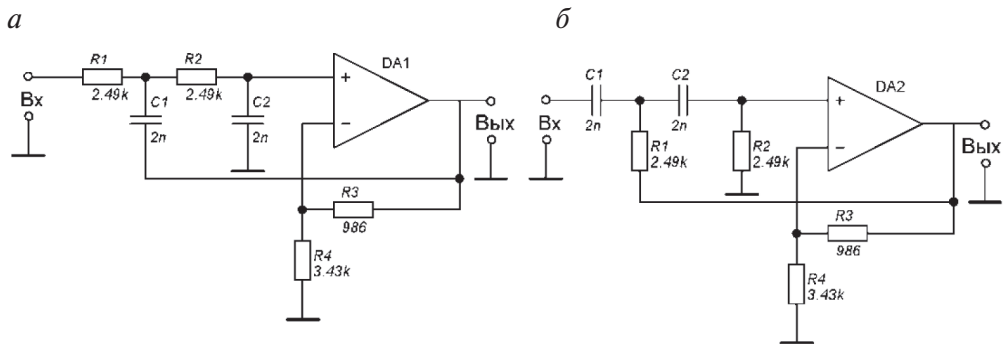 а
R1
2.49k
R2
2.49k
C1
2n
C2
2n
DA1
+
−
Вх
Вых
R3
986
R4
3.43k
б
C1
2n
C2
2n
R1
2.49k
R2
2.49k
DA2
+
−
Вх
Вых
R3
986
R4
3.43k